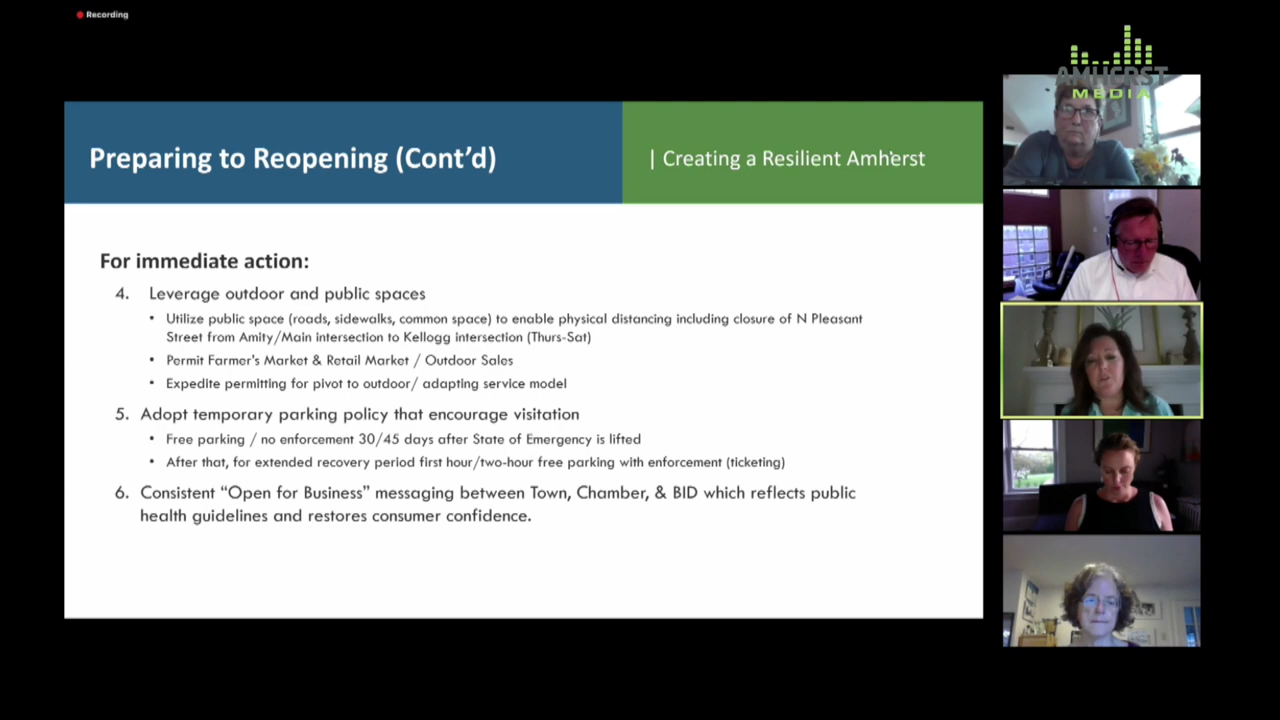 Recording
AMHERST
MEDIA
Preparing to Reopening (Cont’d)
| Creating a Resilient Amherst
For immediate action:
4. Leverage outdoor and public spaces
• Utilize public space (roads, sidewalks, common space) to enable physical distancing including closure of N Pleasant
Street from Amity/Main intersection to Kellogg intersection (Thurs-Sat)
• Permit Farmer's Market & Retail Market / Outdoor Sales
• Expedite permitting for pivot to outdoor/ adapting service model
5. Adopt temporary parking policy that encourage visitation
• Free parking / no enforcement 30/45 days after State of Emergency is lifted
• After that, for extended recovery period first hour/two-hour free parking with enforcement (ticketing)
6. Consistent “Open for Business” messaging between Town, Chamber, & BID which reflects public
health guidelines and restores consumer confidence.